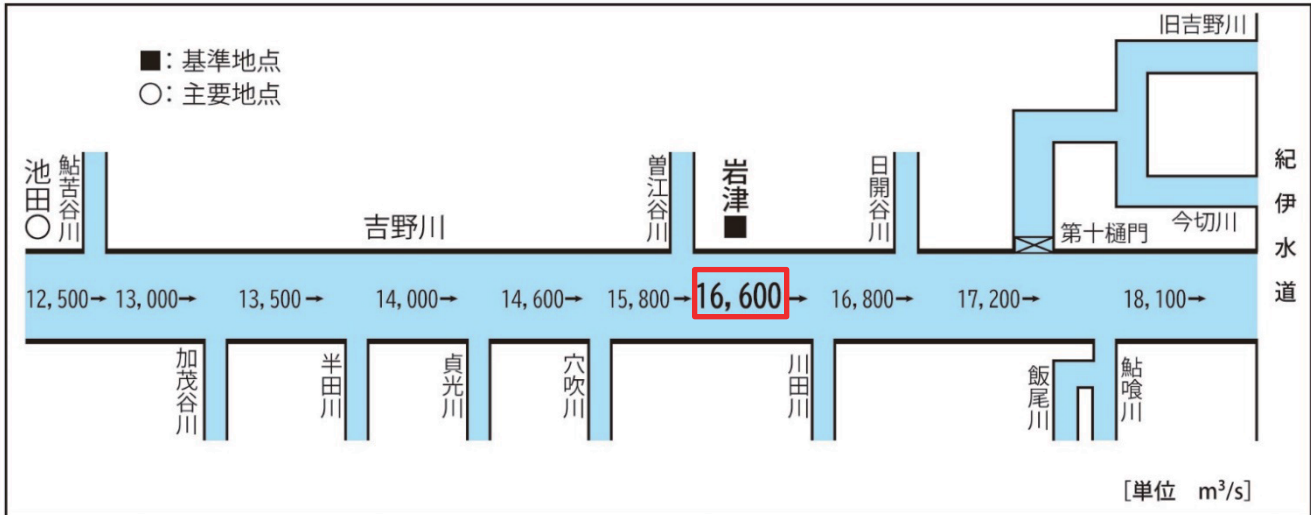 旧吉野川
■：基準地点
○：主要地点
池田○
鮎苦谷川
吉野川
曽江谷川
岩津■
日開谷川
第十樋門
今切川
紀伊水道
12,500→ 13,000→ 13,500→ 14,000→ 14,600→ 15,800→ 16,600→ 16,800→ 17,200→ 18,100→
加茂谷川
半田川
貞光川
穴吹川
川田川
飯尾川
鮎喰川
［単位　m³/s］